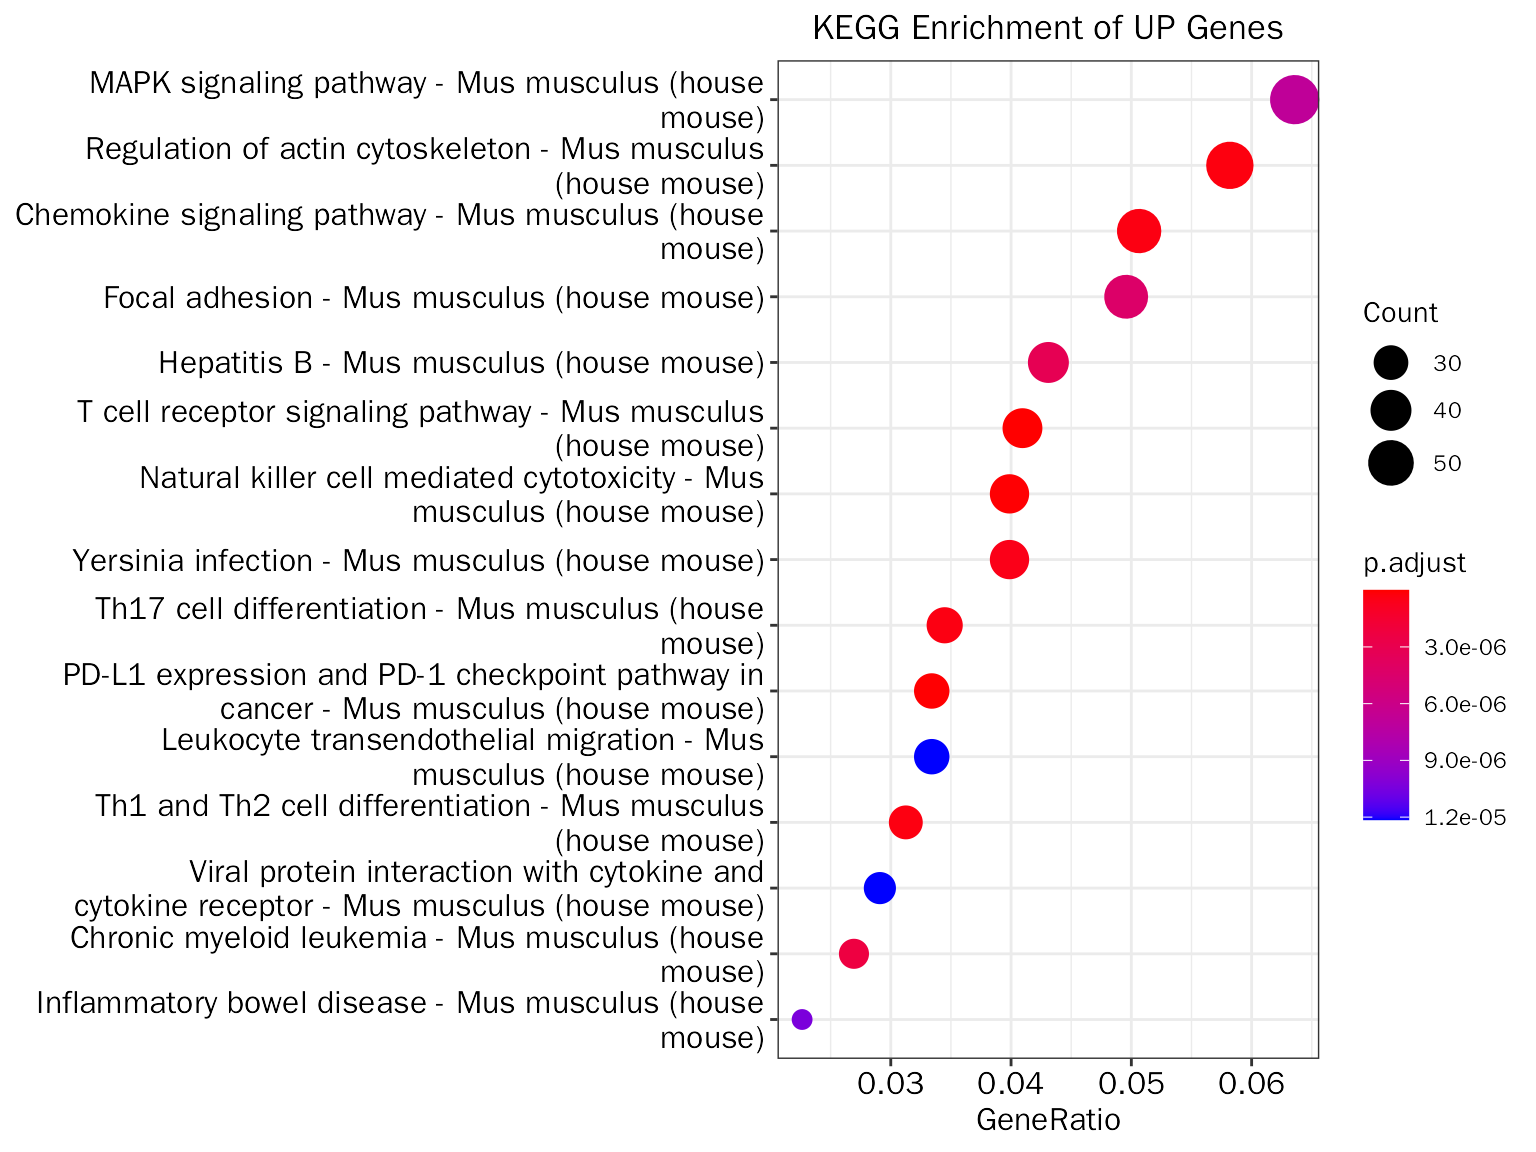 KEGG Enrichment of UP Genes
MAPK signaling pathway - Mus musculus (house
mouse)
Regulation of actin cytoskeleton - Mus musculus
(house mouse)
Chemokine signaling pathway - Mus musculus (house
mouse)
Focal adhesion - Mus musculus (house mouse)
Hepatitis B - Mus musculus (house mouse)
T cell receptor signaling pathway - Mus musculus
(house mouse)
Natural killer cell mediated cytotoxicity - Mus
musculus (house mouse)
Yersinia infection - Mus musculus (house mouse)
Th17 cell differentiation - Mus musculus (house
mouse)
PD-L1 expression and PD-1 checkpoint pathway in
cancer - Mus musculus (house mouse)
Leukocyte transendothelial migration - Mus
musculus (house mouse)
Th1 and Th2 cell differentiation - Mus musculus
(house mouse)
Viral protein interaction with cytokine and
cytokine receptor - Mus musculus (house mouse)
Chronic myeloid leukemia - Mus musculus (house
mouse)
Inflammatory bowel disease - Mus musculus (house
mouse)
0.03 0.04 0.05 0.06
GeneRatio
Count
30
40
50
p.adjust
3.0e-06
6.0e-06
9.0e-06
1.2e-05